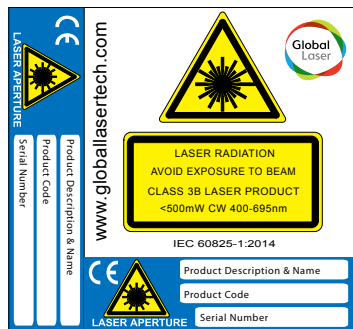 CE
LASER APERTURE
Product Description & Name
Product Code
Serial Number
www.globallasertech.com
Global
Laser
LASER RADIATION
AVOID EXPOSURE TO BEAM
CLASS 3B LASER PRODUCT
<500mW CW 400-695nm
IEC 60825-1:2014
CE
LASER APERTURE
Product Description & Name
Product Code
Serial Number